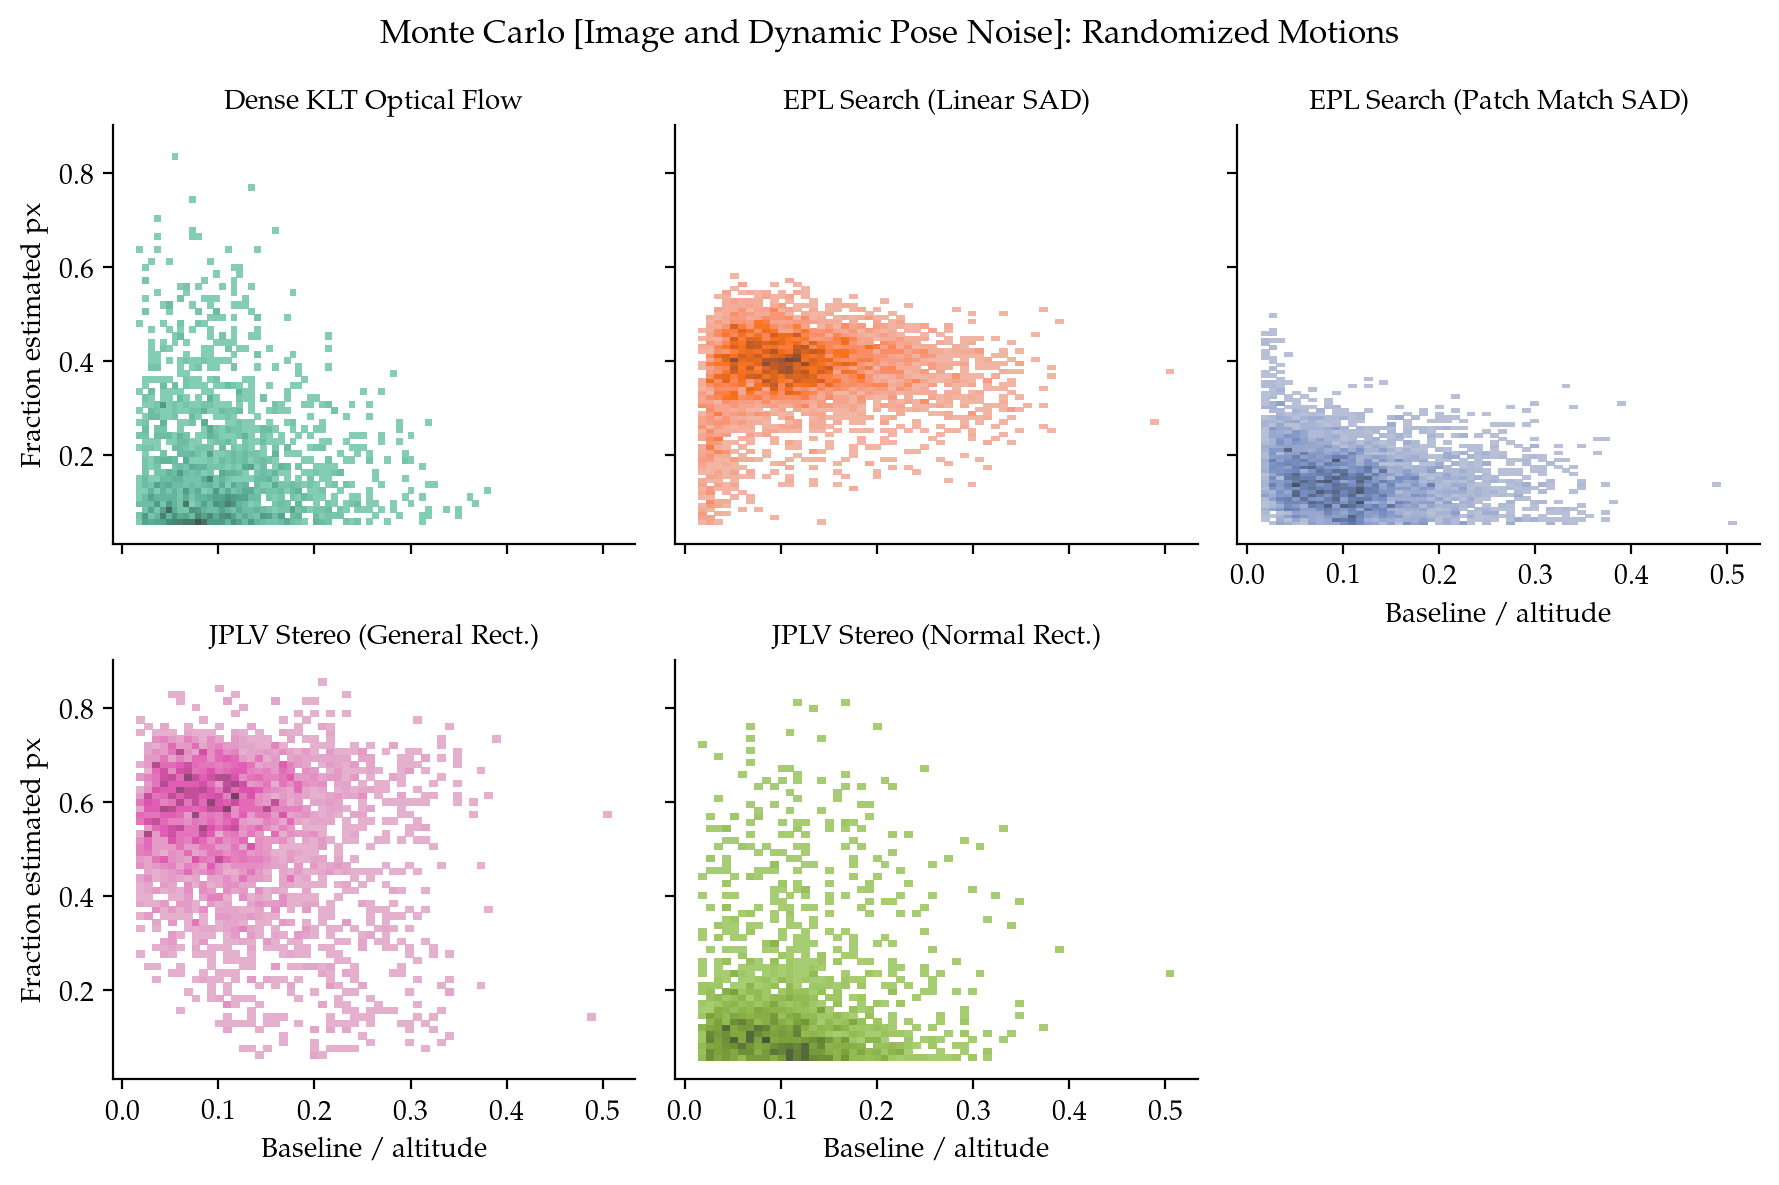 Monte Carlo [Image and Dynamic Pose Noise]: Randomized Motions
Dense KLT Optical Flow
EPL Search (Linear SAD)
EPL Search (Patch Match SAD)
Fraction estimated px
0.8
0.6
0.4
0.2
0.0 0.1 0.2 0.3 0.4 0.5
Baseline / altitude
JPLV Stereo (General Rect.)
JPLV Stereo (Normal Rect.)
Fraction estimated px
0.8
0.6
0.4
0.2
0.0 0.1 0.2 0.3 0.4 0.5
0.0 0.1 0.2 0.3 0.4 0.5
Baseline / altitude
Baseline / altitude